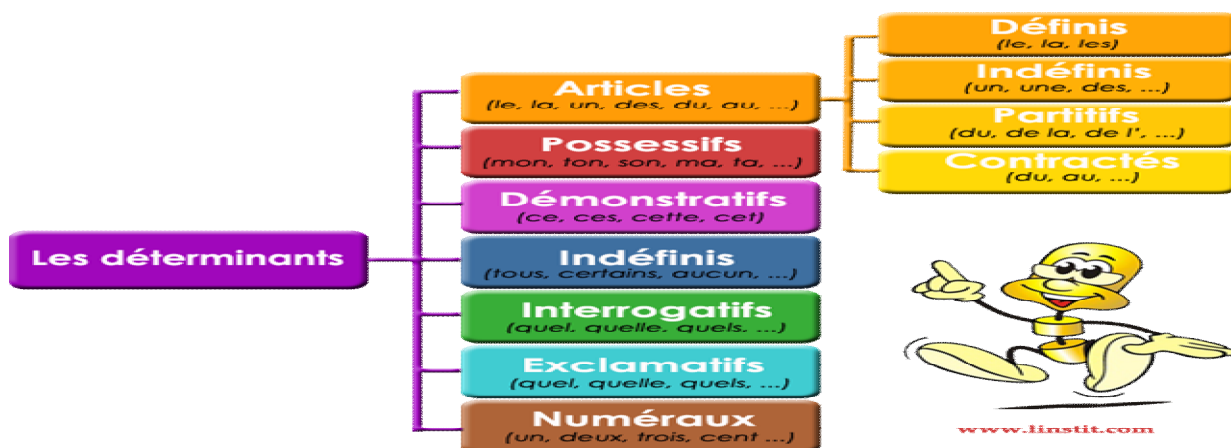 Les déterminants
Articles
(le, la, un, des, du, au, ...)
Possessifs
(mon, ton, son, ma, ta, ...)
Démonstratifs
(ce, ces, cette, cet)
Indéfinis
(tous, certains, aucun, ...)
Interrogatifs
(quel, quelle, quels, ...)
Exclamatifs
(quel, quelle, quels, ...)
Numéraux
(un, deux, trois, cent ...)
Définis
(le, la, les)
Indéfinis
(un, une, des, ...)
Partitifs
(du, de la, de l', ...)
Contractés
(du, au, ...)
www.linstit.com